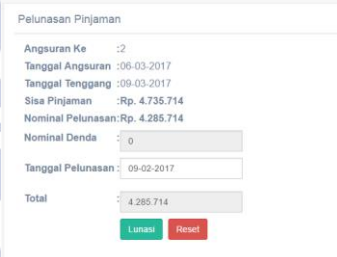 Pelunasan Pinjaman
Angsuran Ke :2
Tanggal Angsuran :06-03-2017
Tanggal Tenggang :09-03-2017
Sisa Pinjaman :Rp. 4.735.714
Nominal Pelunasan:Rp. 4.285.714
Nominal Denda : 0
Tanggal Pelunasan : 09-02-2017
Total : 4.285.714
Lunasi Reset